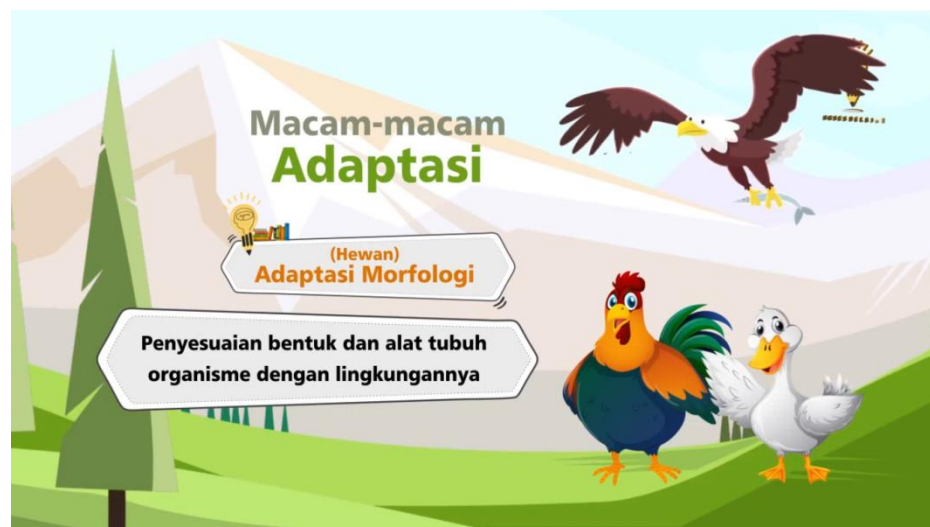 Macam-macam
Adaptasi
(Hewan)
Adaptasi Morfologi
Penyesuaian bentuk dan alat tubuh
organisme dengan lingkungannya